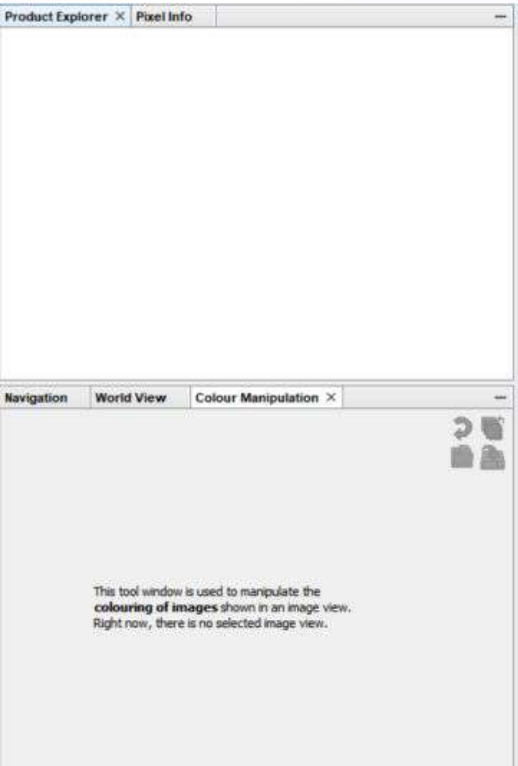 Product Explorer × Pixel Info
Navigation World View Colour Manipulation ×
This tool window is used to manipulate the
colouring of images shown in an image view.
Right now, there is no selected image view.